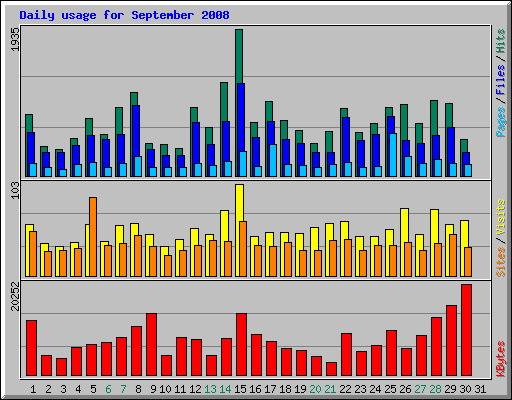 Daily usage for September 2008
1935
Pages / Files / Hits
103
Sites / Visits
20252
KBytes
1 2 3 4 5 6 7 8 9 10 11 12 13 14 15 16 17 18 19 20 21 22 23 24 25 26 27 28 29 30 31